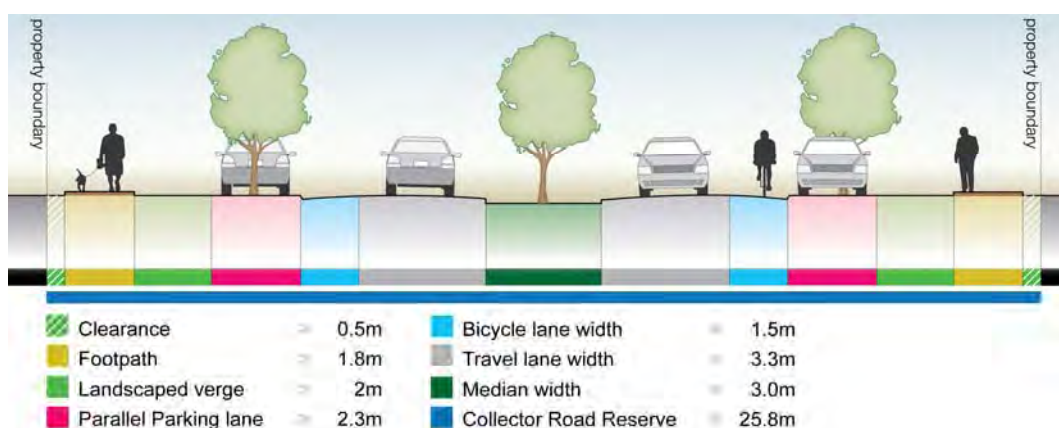 property boundary
property boundary
Clearance > 0.5m
Footpath > 1.8m
Landscaped verge > 2m
Parallel Parking lane > 2.3m
Bicycle lane width = 1.5m
Travel lane width = 3.3m
Median width = 3.0m
Collector Road Reserve = 25.8m